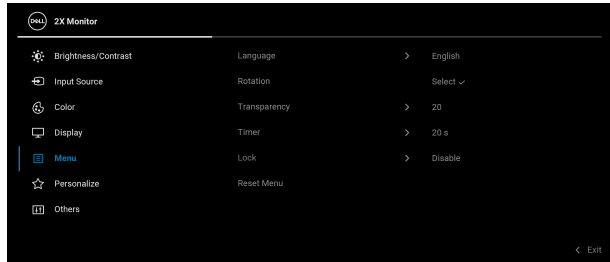 DELL 2X Monitor
Brightness/Contrast Language > English
Input Source Rotation Select ✓
Color Transparency > 20
Display Timer > 20 s
Menu Lock > Disable
Personalize Reset Menu
Others
< Exit